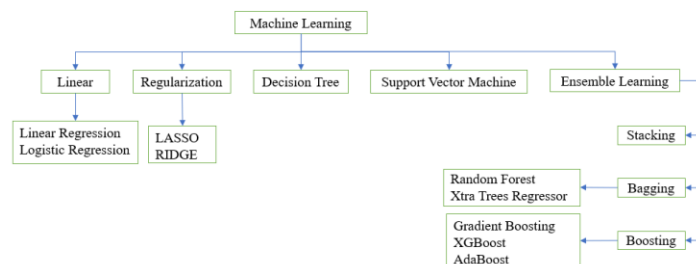 Machine Learning
Linear
Regularization
Decision Tree
Support Vector Machine
Ensemble Learning
Linear Regression
Logistic Regression
LASSO
RIDGE
Stacking
Random Forest
Xtra Trees Regressor
Bagging
Gradient Boosting
XGBoost
AdaBoost
Boosting